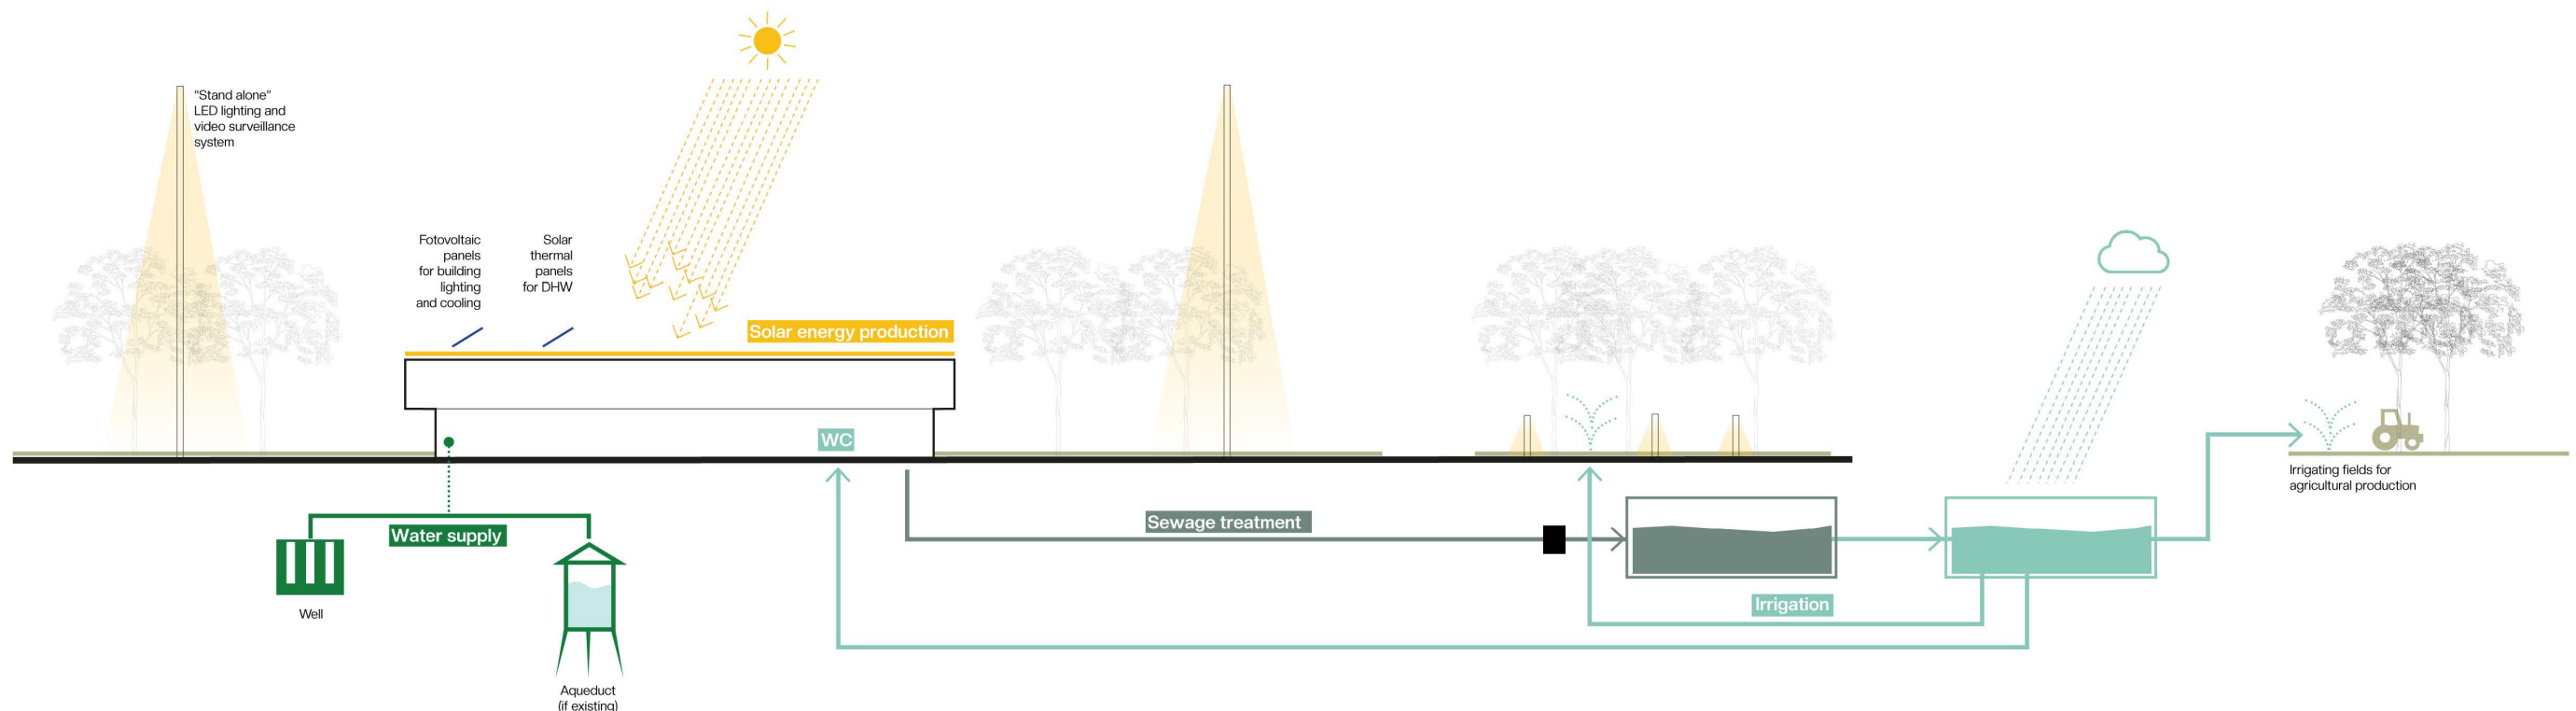 "Stand alone"
LED lighting and
video surveillance
system
Fotovoltaic
panels
for building
lighting
and cooling
Solar
thermal
panels
for DHW
Solar energy production
WC
Water supply
Well
Aqueduct
(if existing)
Sewage treatment
Irrigation
Irrigating fields for
agricultural production